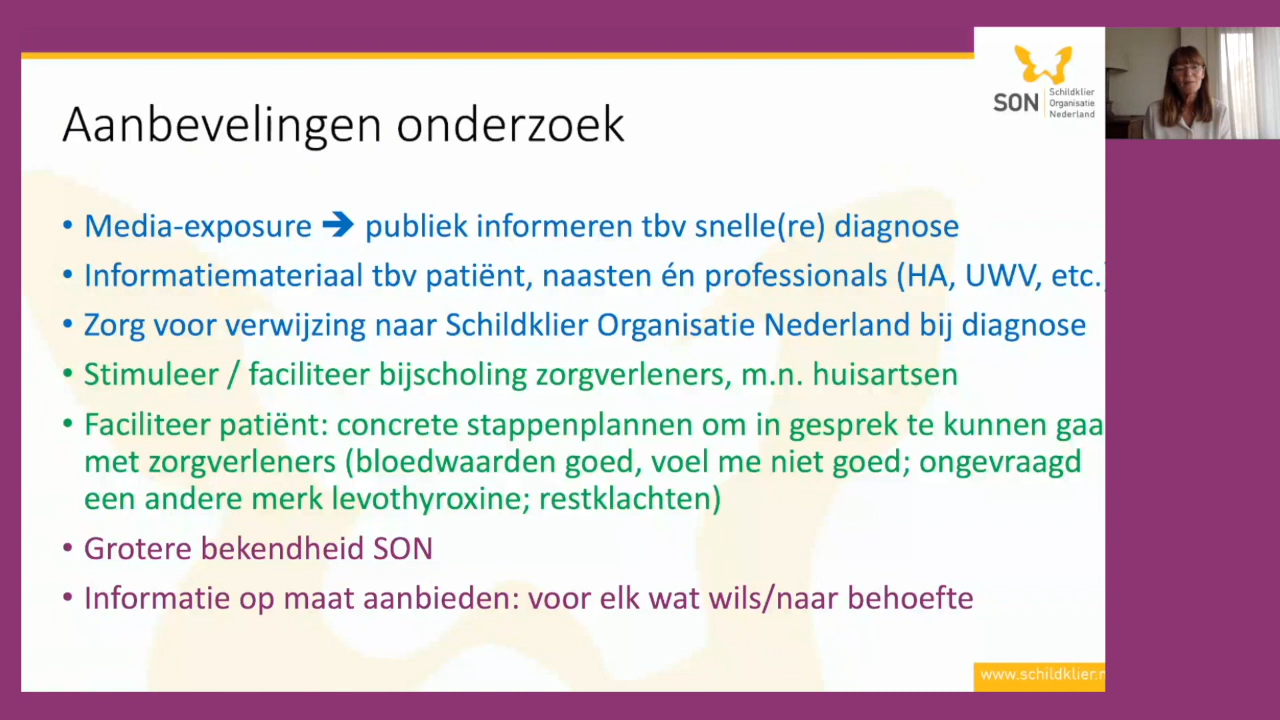 SON
Schildklier
Organisatie
Nederland
Aanbevelingen onderzoek
• Media-exposure ➔ publiek informeren tbv snelle(re) diagnose
• Informatiemateriaal tbv patiënt, naasten én professionals (HA, UWV, etc.)
• Zorg voor verwijzing naar Schildklier Organisatie Nederland bij diagnose
• Stimuleer / faciliteer bijscholing zorgverleners, m.n. huisartsen
• Faciliteer patiënt: concrete stappenplannen om in gesprek te kunnen gaa
met zorgverleners (bloedwaarden goed, voel me niet goed; ongevraagd
een andere merk levothyroxine; restklachten)
• Grotere bekendheid SON
• Informatie op maat aanbieden: voor elk wat wils/naar behoefte
www.schildklier.n